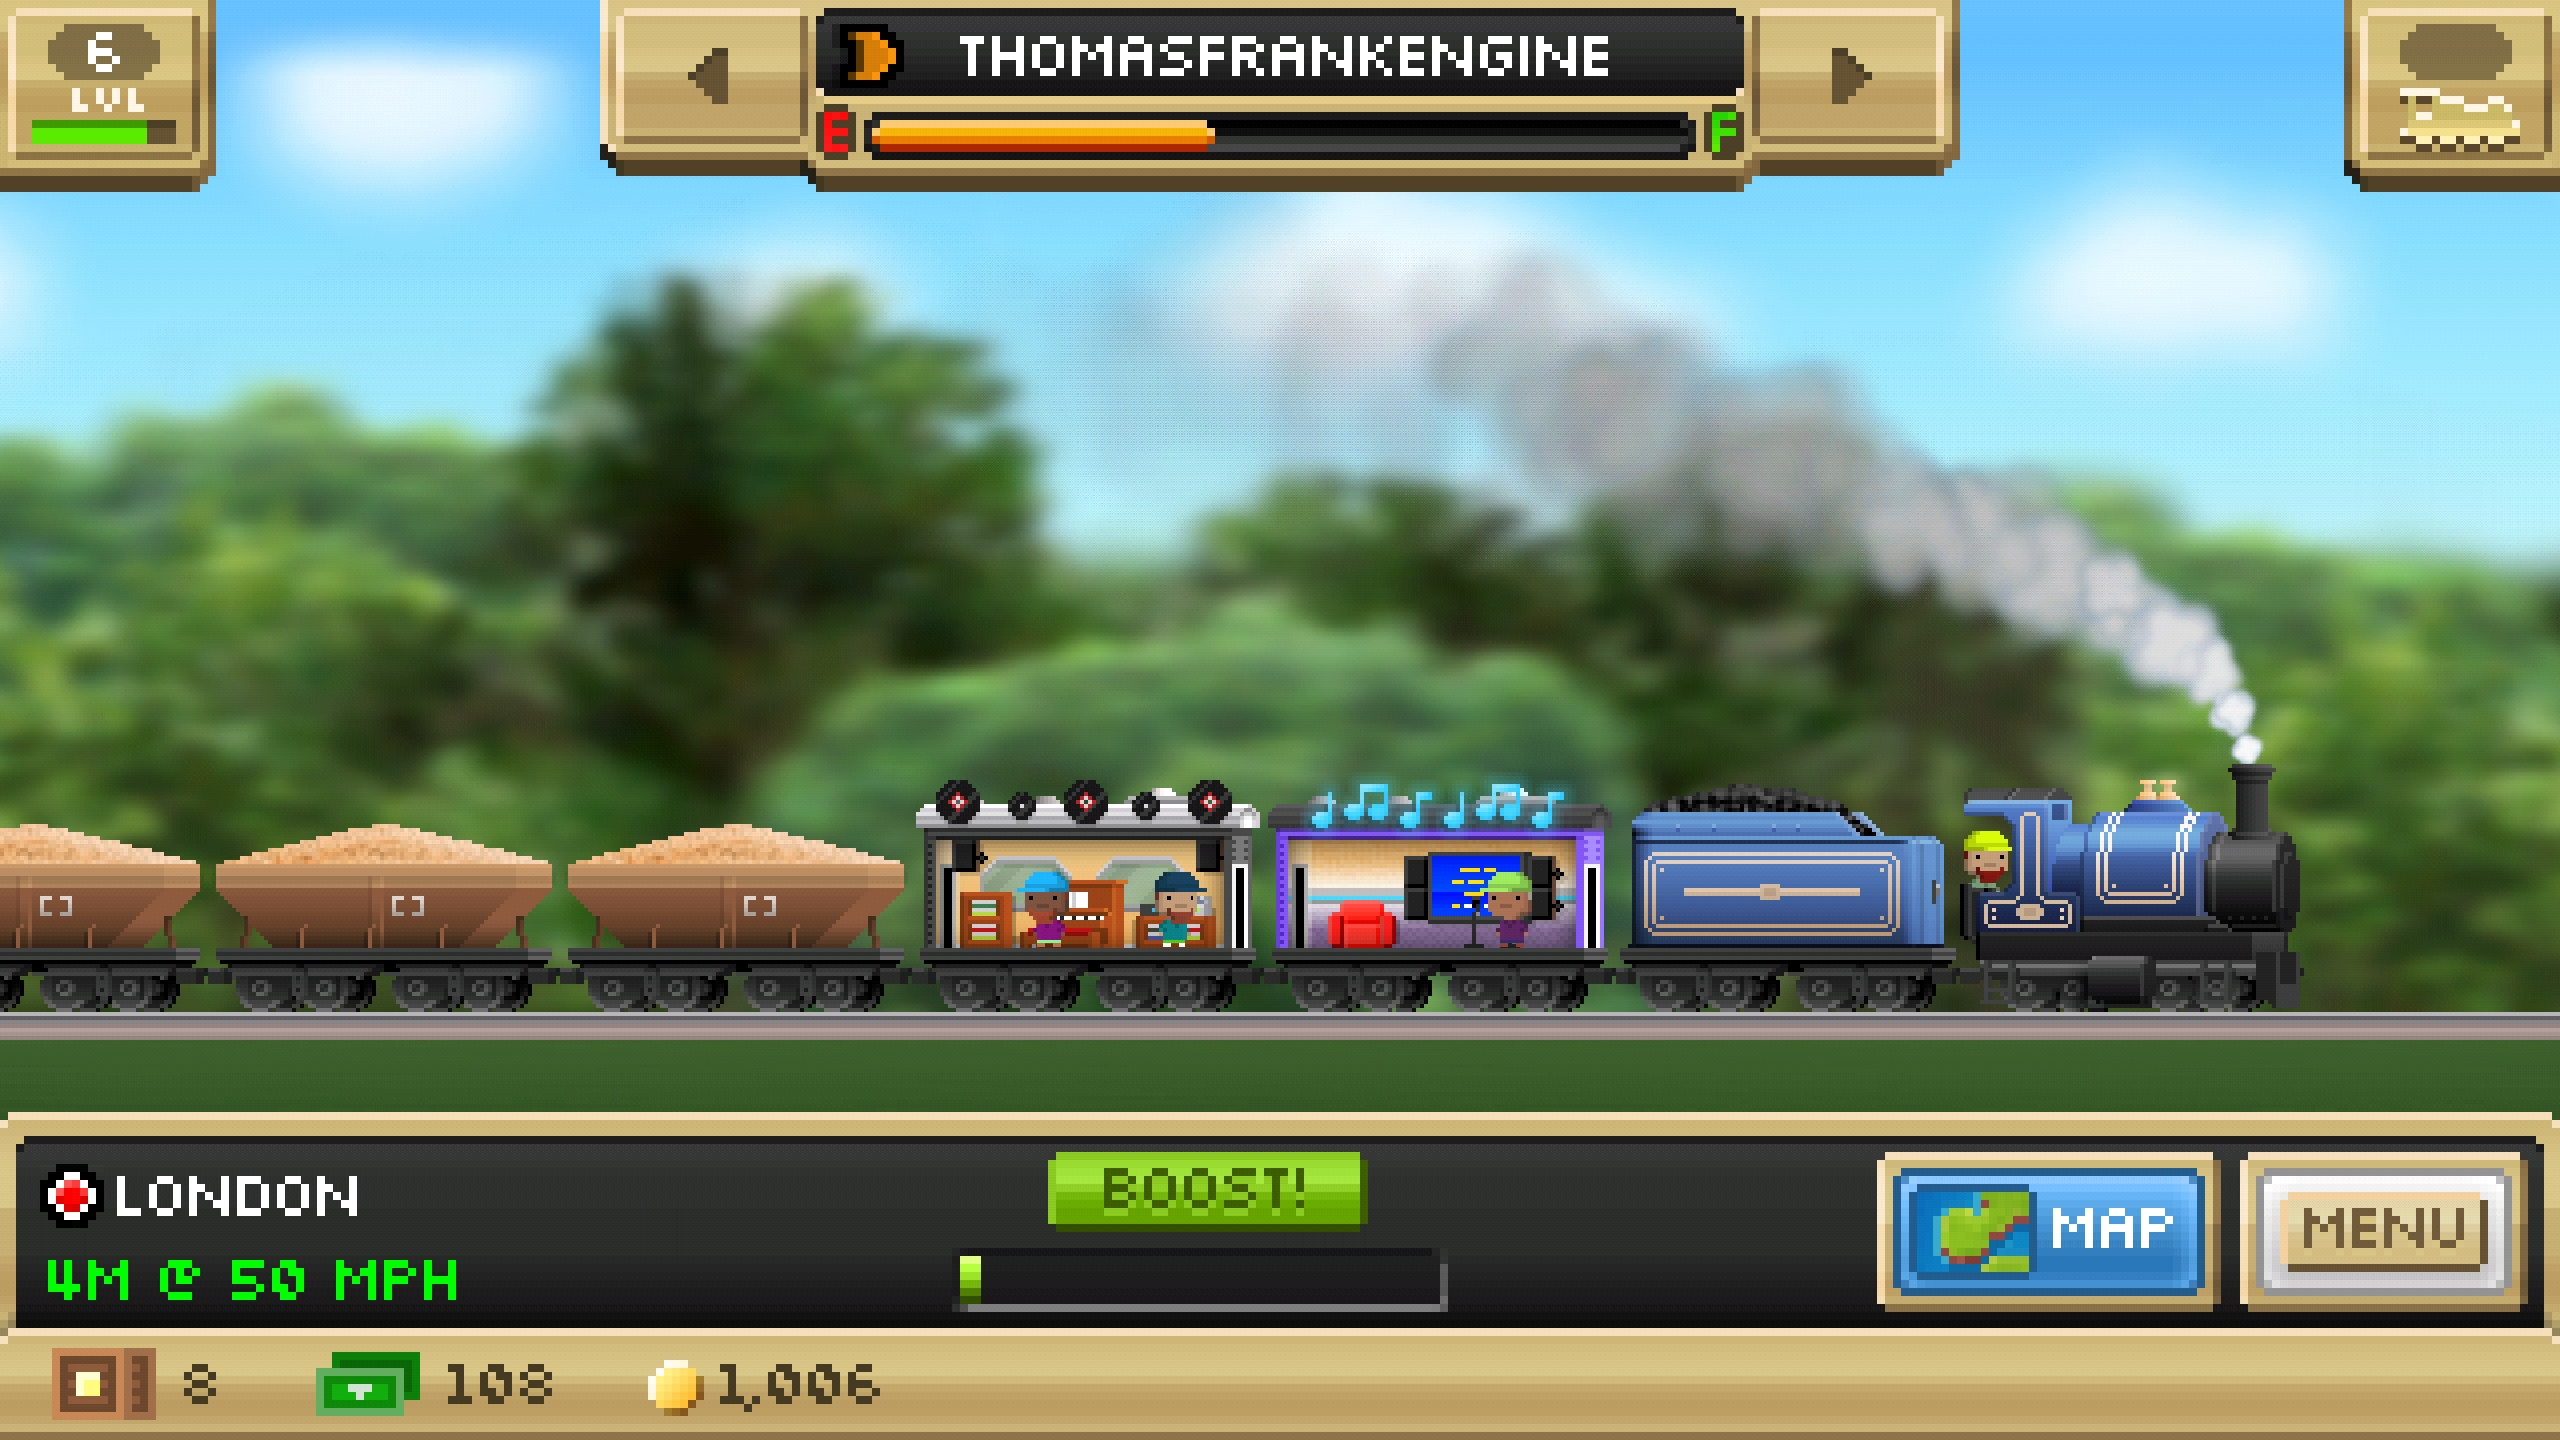 6
LVL
THOMASFRANKENGINE
E F
LONDON
4M @ 50 MPH
BOOST!
MAP
MENU
8
108
1,006